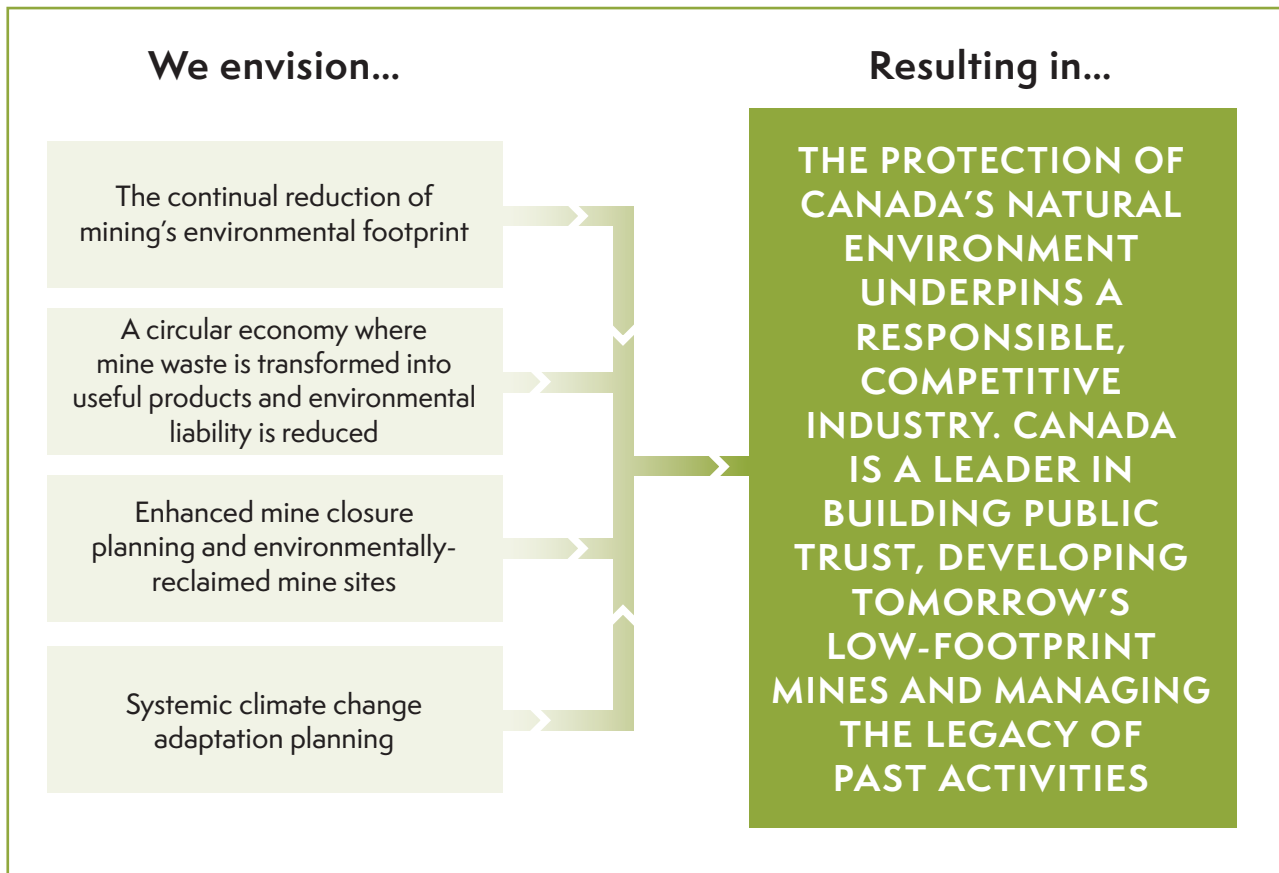 We envision...
The continual reduction of
mining's environmental footprint
A circular economy where
mine waste is transformed into
useful products and environmental
liability is reduced
Enhanced mine closure
planning and environmentally-
reclaimed mine sites
Systemic climate change
adaptation planning
Resulting in...
THE PROTECTION OF
CANADA'S NATURAL
ENVIRONMENT
UNDERPINS A
RESPONSIBLE,
COMPETITIVE
INDUSTRY. CANADA
IS A LEADER IN
BUILDING PUBLIC
TRUST, DEVELOPING
TOMORROW'S
LOW-FOOTPRINT
MINES AND MANAGING
THE LEGACY OF
PAST ACTIVITIES